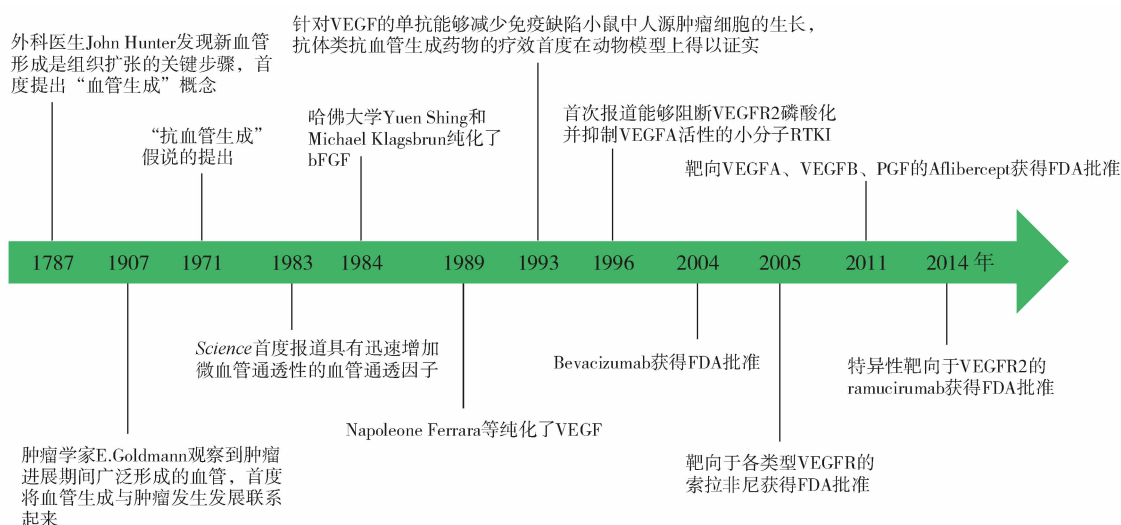 外科医生John Hunter发现新血管
形成是组织扩张的关键步骤，首
度提出“血管生成”概念
“抗血管生成”
假说的提出
哈佛大学Yuen Shing和
Michael Klagsbrun纯化了
bFGF
针对VEGF的单抗能够减少免疫缺陷小鼠中人源肿瘤细胞的生长，
抗体类抗血管生成药物的疗效首度在动物模型上得以证实
首次报道能够阻断VEGFR2磷酸化
并抑制VEGFA活性的小分子RTKI
靶向VEGFA、VEGFB、PGF的Aflibercept获得FDA批准
1787 1907 1971 1983 1984 1989 1993 1996 2004 2005 2011 2014 年
肿瘤学家E.Goldmann观察到肿瘤
进展期间广泛形成的血管，首度
将血管生成与肿瘤发生发展联系
起来
Science首度报道具有迅速增加
微血管通透性的血管通透因子
Napoleone Ferrara等纯化了VEGF
Bevacizumab获得FDA批准
靶向于各类型VEGFR的
索拉非尼获得FDA批准
特异性靶向于VEGFR2的
ramucirumab获得FDA批准